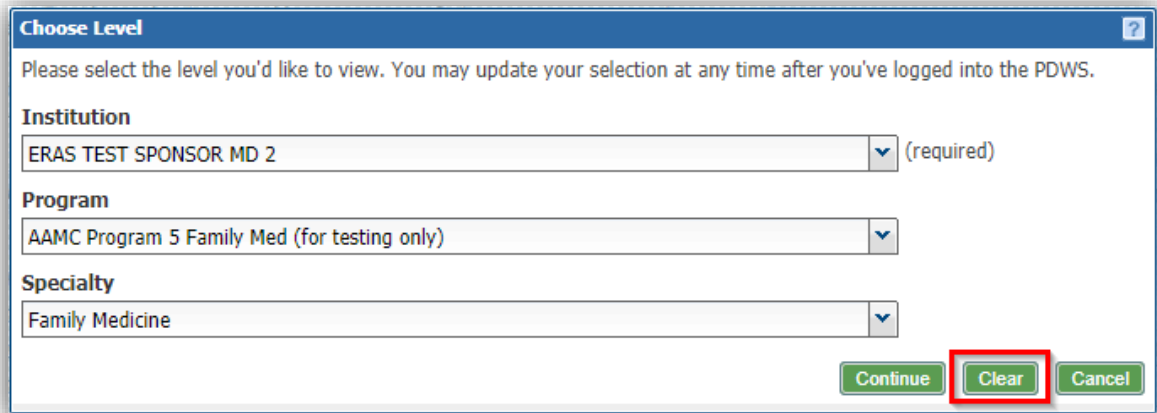 Choose Level
?
Please select the level you'd like to view. You may update your selection at any time after you've logged into the PDWS.
Institution
ERAS TEST SPONSOR MD 2 (required)
Program
AAMC Program 5 Family Med (for testing only)
Specialty
Family Medicine
Continue Clear Cancel